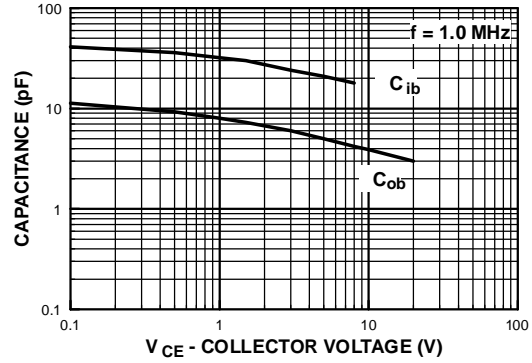 100
f = 1.0 MHz
C ib
10
CAPACITANCE (pF)
Cob
1
0.1
0.1 1 10 100
V CE - COLLECTOR VOLTAGE (V)